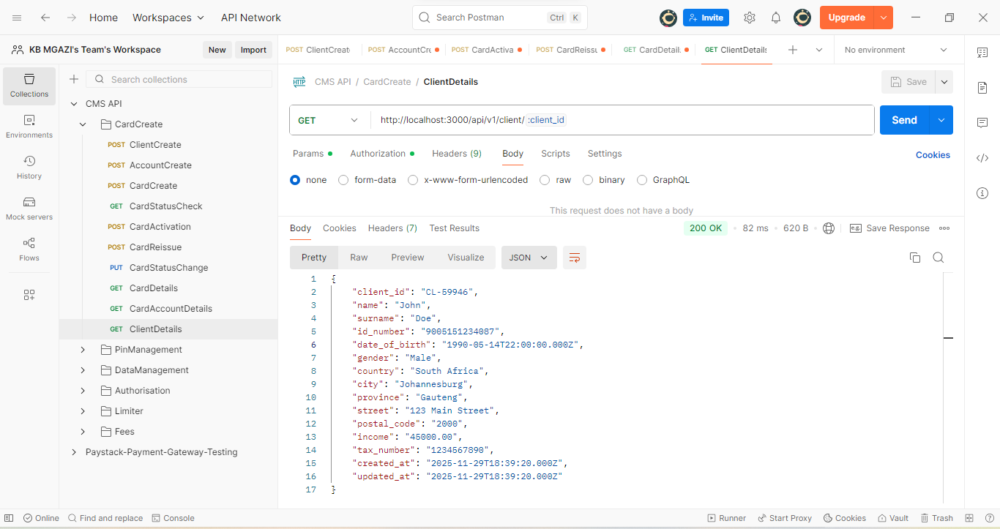 Home Workspaces API Network Search Postman Ctrl K Invite Upgrade
KB MGAZI's Team's Workspace New Import POST ClientCreat POST AccountCre POST CardActiva POST CardReissu GET CardDetail GET ClientDetails No environment
Search collections
Collections
Environments
History
Mock servers
Flows
CMS API
CardCreate
POST ClientCreate
POST AccountCreate
POST CardCreate
GET CardStatusCheck
POST CardActivation
POST CardReissue
PUT CardStatusChange
GET CardDetails
GET CardAccountDetails
GET ClientDetails
PinManagement
DataManagement
Authorisation
Limiter
Fees
Paystack-Payment-Gateway-Testing
HTTP CMS API / CardCreate / ClientDetails Save
GET http://localhost:3000/api/v1/client/ :client_id Send
Params Authorization Headers (9) Body Scripts Settings Cookies
none form-data x-www-form-urlencoded raw binary GraphQL
This request does not have a body
Body Cookies Headers (7) Test Results 200 OK 82 ms 620 B e.g. Save Response
Pretty Raw Preview Visualize JSON
1 {
2 "client_id": "CL-59946",
3 "name": "John",
4 "surname": "Doe",
5 "id_number": "9005151234087",
6 "date_of_birth": "1990-05-14T22:00:00.000Z",
7 "gender": "Male",
8 "country": "South Africa",
9 "city": "Johannesburg",
10 "province": "Gauteng",
11 "street": "123 Main Street",
12 "postal_code": "2000",
13 "income": "45000.00",
14 "tax_number": "1234567890",
15 "created_at": "2025-11-29T18:39:20.000Z",
16 "updated_at": "2025-11-29T18:39:20.000Z"
17 }
Online Find and replace Console Runner Start Proxy Cookies Vault Trash